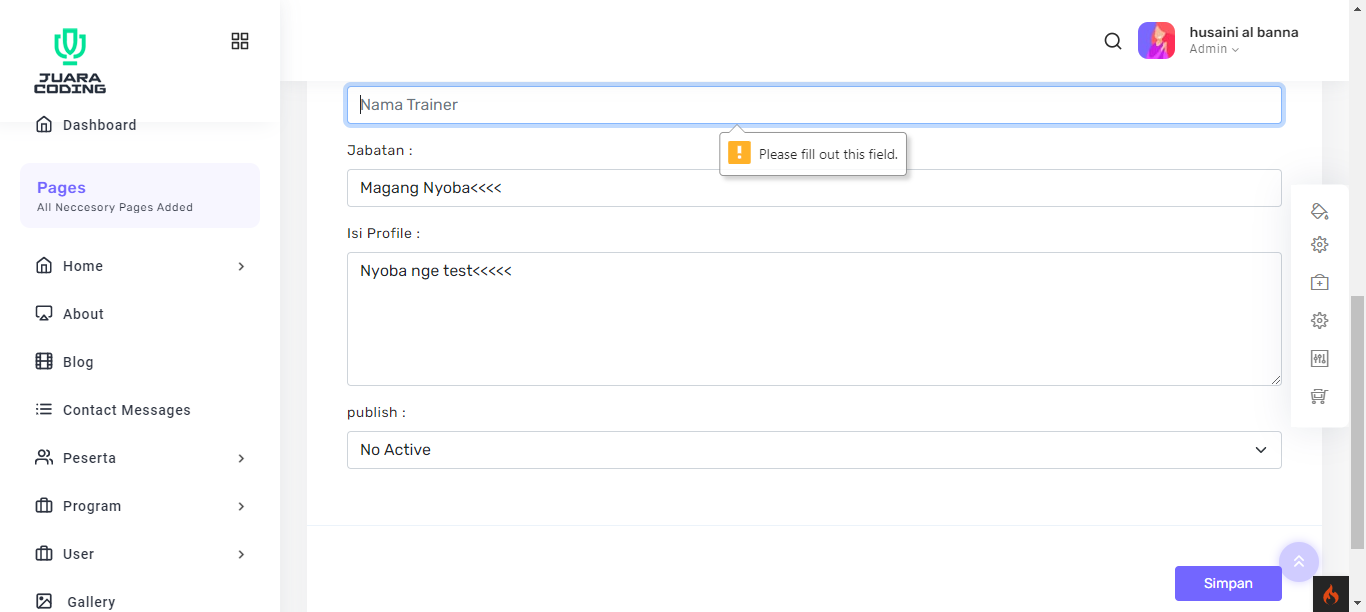 JUARA
CODING
husaini al banna
Admin
Dashboard
Pages
All Neccesory Pages Added
Home
About
Blog
Contact Messages
Peserta
Program
User
Gallery
Nama Trainer
Please fill out this field.
Jabatan :
Magang Nyoba<<<<
Isi Profile :
Nyoba nge test<<<<<
publish :
No Active
Simpan